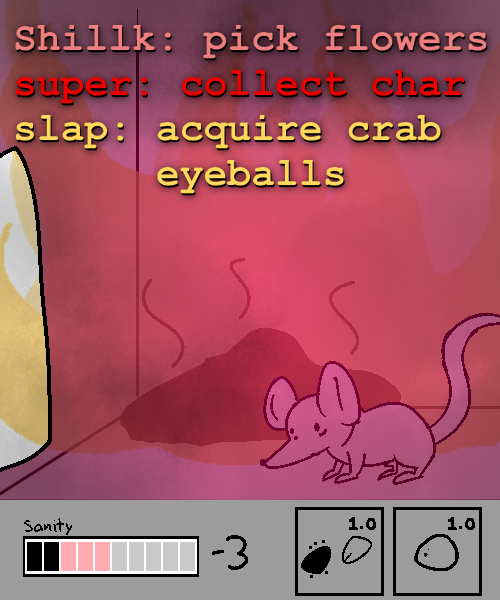 Shillk: pick flowers
super: collect char
slap: acquire crab
eyeballs
Sanity
-3
1.0
1.0